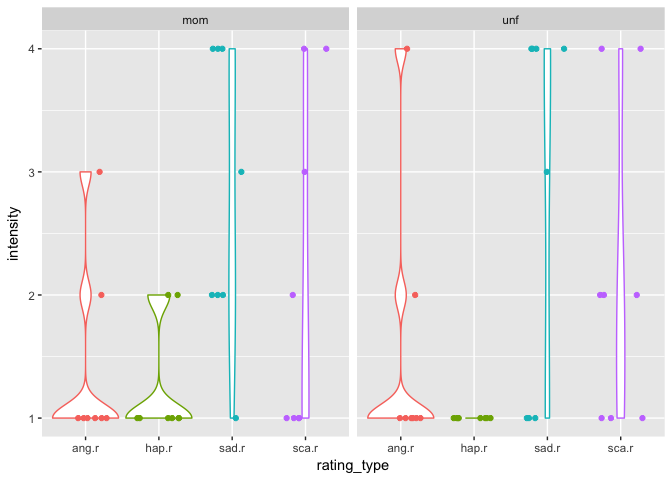 mom unf
4
3
2
1
intensity
ang.r hap.r sad.r sca.r ang.r hap.r sad.r sca.r
rating_type